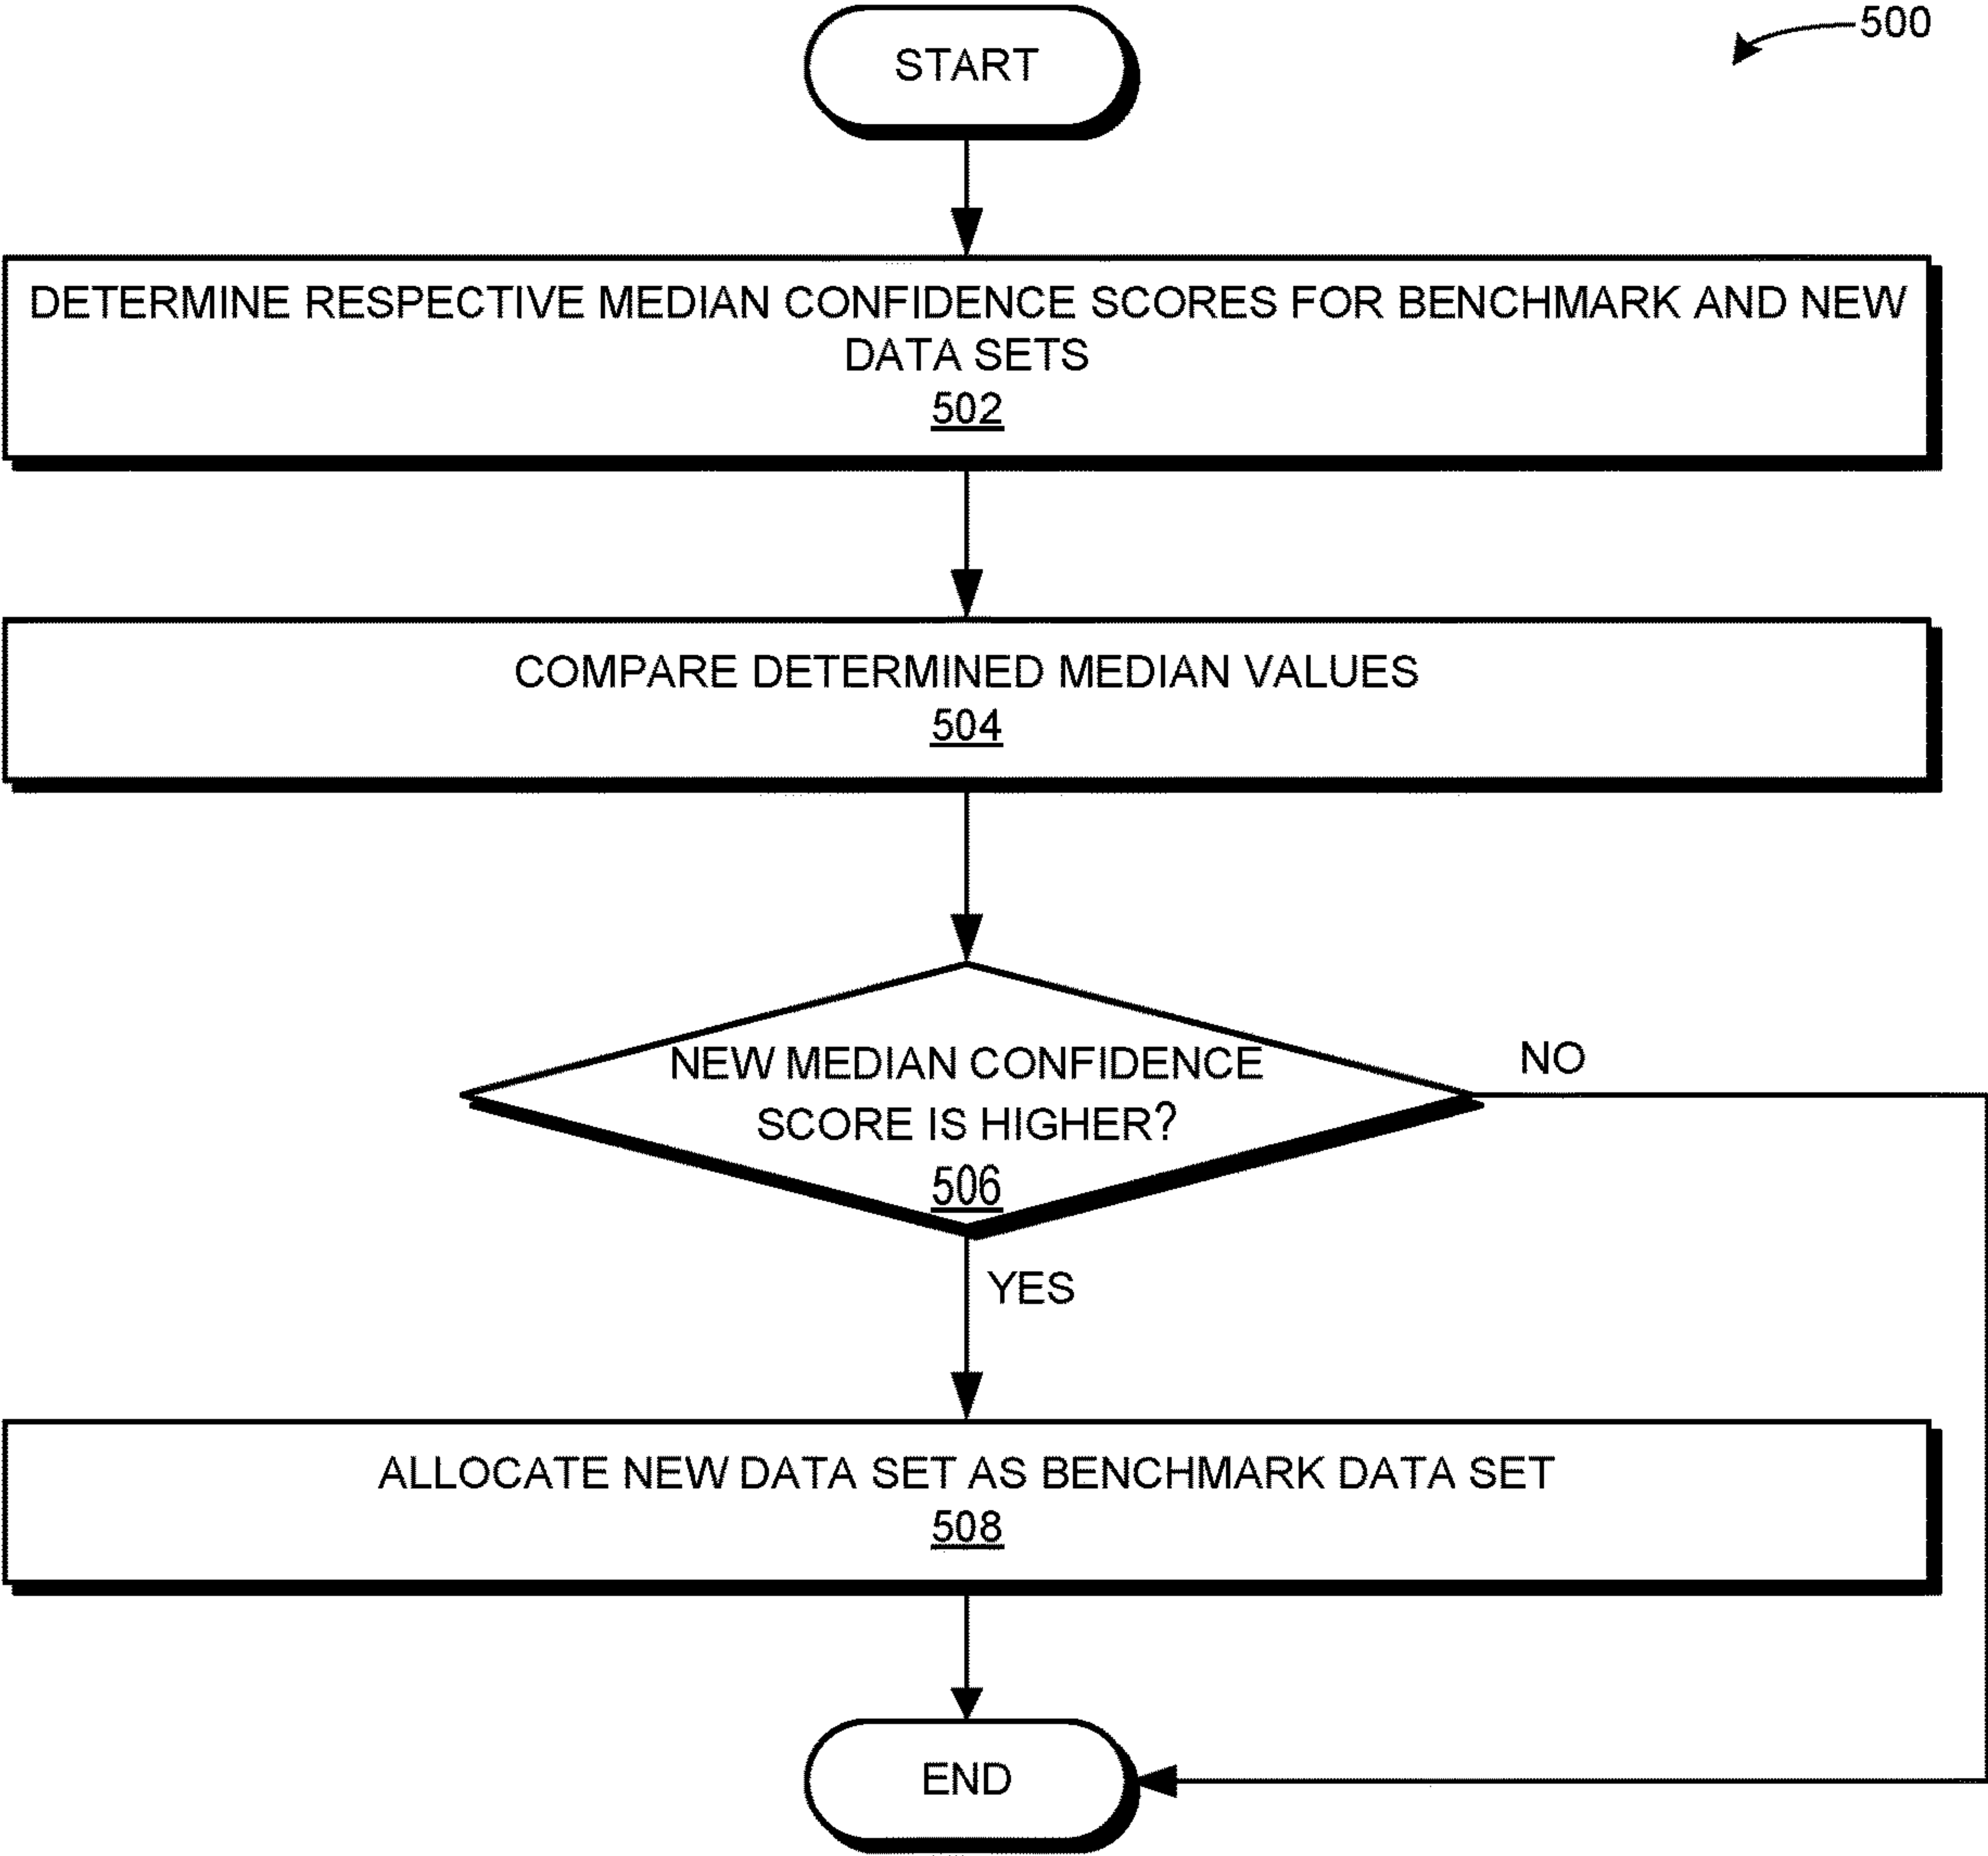 500
START
DETERMINE RESPECTIVE MEDIAN CONFIDENCE SCORES FOR BENCHMARK AND NEW
DATA SETS
502
COMPARE DETERMINED MEDIAN VALUES
504
NEW MEDIAN CONFIDENCE
SCORE IS HIGHER?
506
NO
YES
ALLOCATE NEW DATA SET AS BENCHMARK DATA SET
508
END